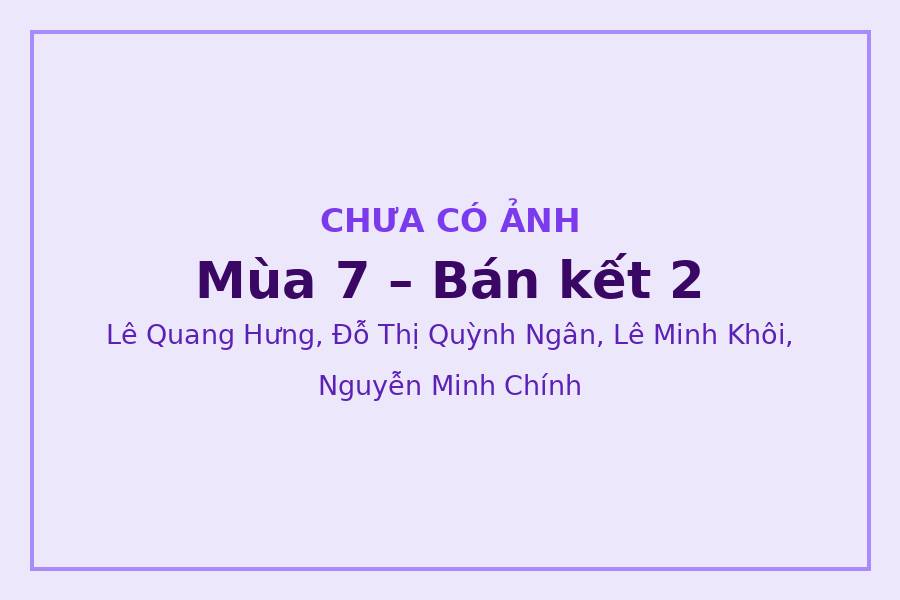 CHƯA CÓ ẢNH
Mùa 7 – Bán kết 2
Lê Quang Hưng, Đỗ Thị Quỳnh Ngân, Lê Minh Khôi,
Nguyễn Minh Chính